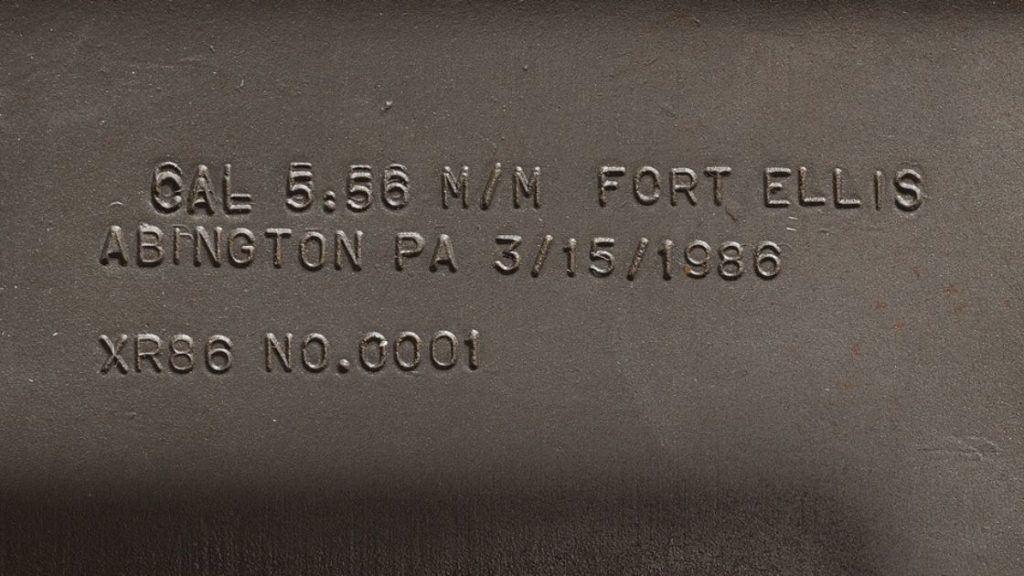 CAL 5.56 M/M FORT ELLIS
ABINGTON PA 3/15/1986
XR86 NO.0001